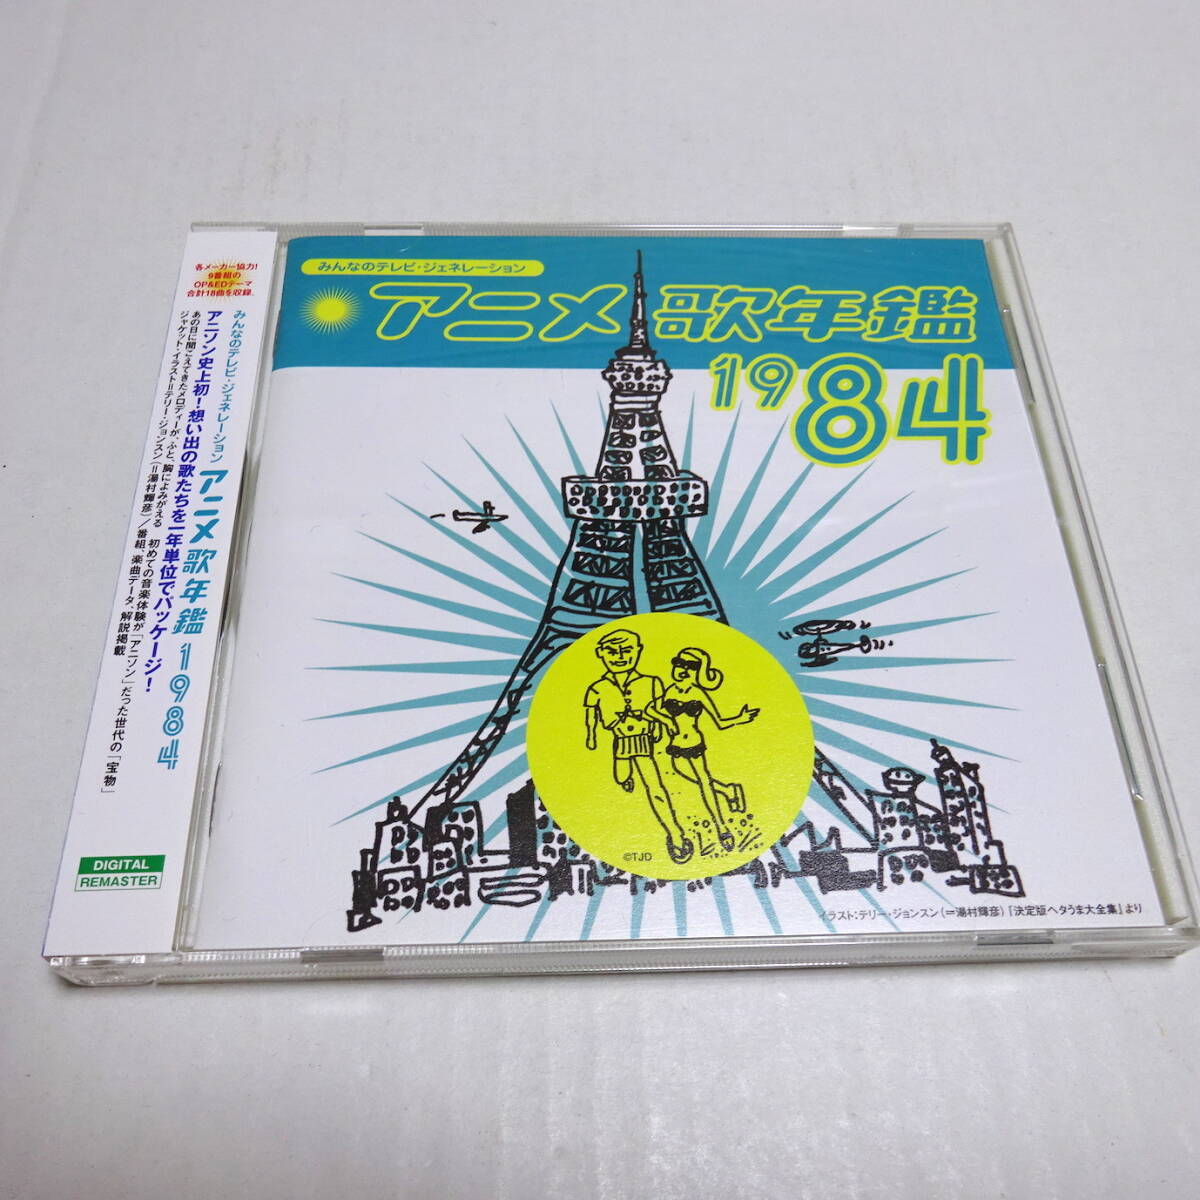 各メーカー協力!
9番組の
OP&EDテーマ
合計18曲を収録。
みんなのテレビ・ジェネレーション アニメ歌年鑑1984
アニソン史上初!想い出の歌たちを一年単位でパッケージ!
あの日に聞こえてきたメロディーが、ふと、胸によみがえる 初めての音楽体験が「アニソン」だった世代の「宝物」
ジャケット・イラスト=テリー・ジョンスン(=湯村輝彦)/番組、楽曲データ、解説掲載
DIGITAL
REMASTER
みんなのテレビ・ジェネレーション
アニメ歌年鑑
1984
©TJD
イラスト:テリー・ジョンスン(=湯村輝彦)『決定版ヘタうま大全集』より